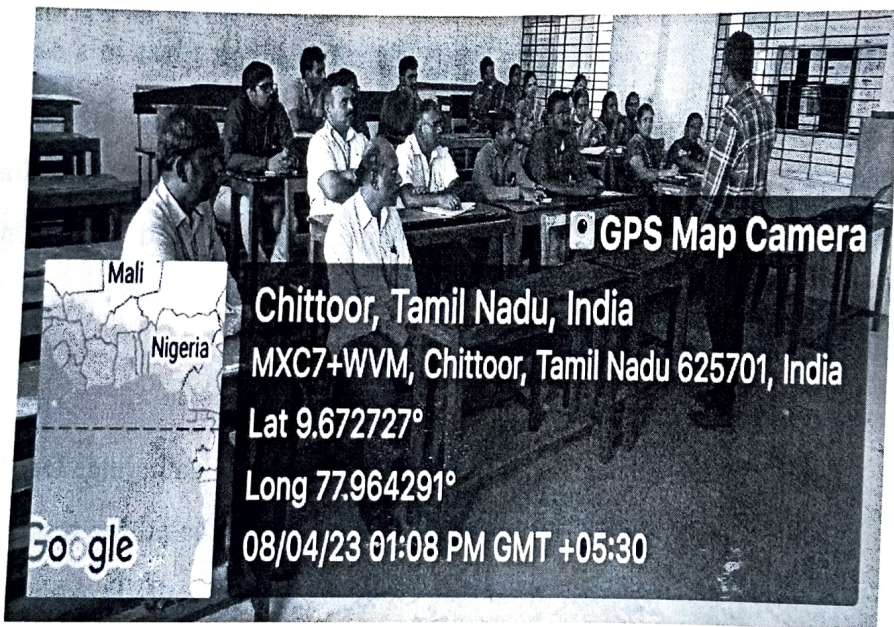 GPS Map Camera
Mali
Nigeria
Google
Chittoor, Tamil Nadu, India
MXC7+WVM, Chittoor, Tamil Nadu 625701, India
Lat 9.672727°
Long 77.964291°
08/04/23 01:08 PM GMT +05:30